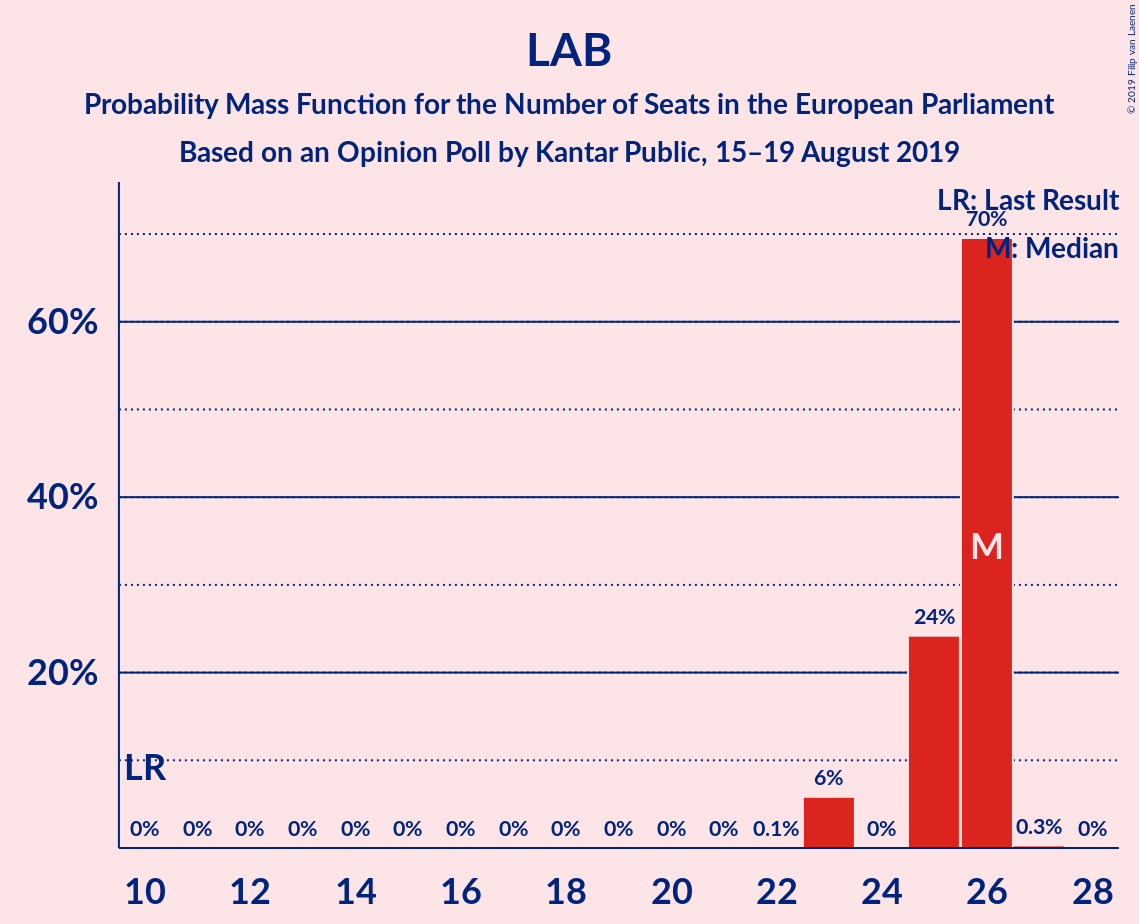 LAB
Probability Mass Function for the Number of Seats in the European Parliament
Based on an Opinion Poll by Kantar Public, 15–19 August 2019
© 2019 Filip van Laenen
LR: Last Result
70%
M: Median
60%
40%
M
24%
20%
LR
6%
0% 0% 0% 0% 0% 0% 0% 0% 0% 0% 0% 0% 0.1% 0% 0.3% 0%
10 12 14 16 18 20 22 24 26 28